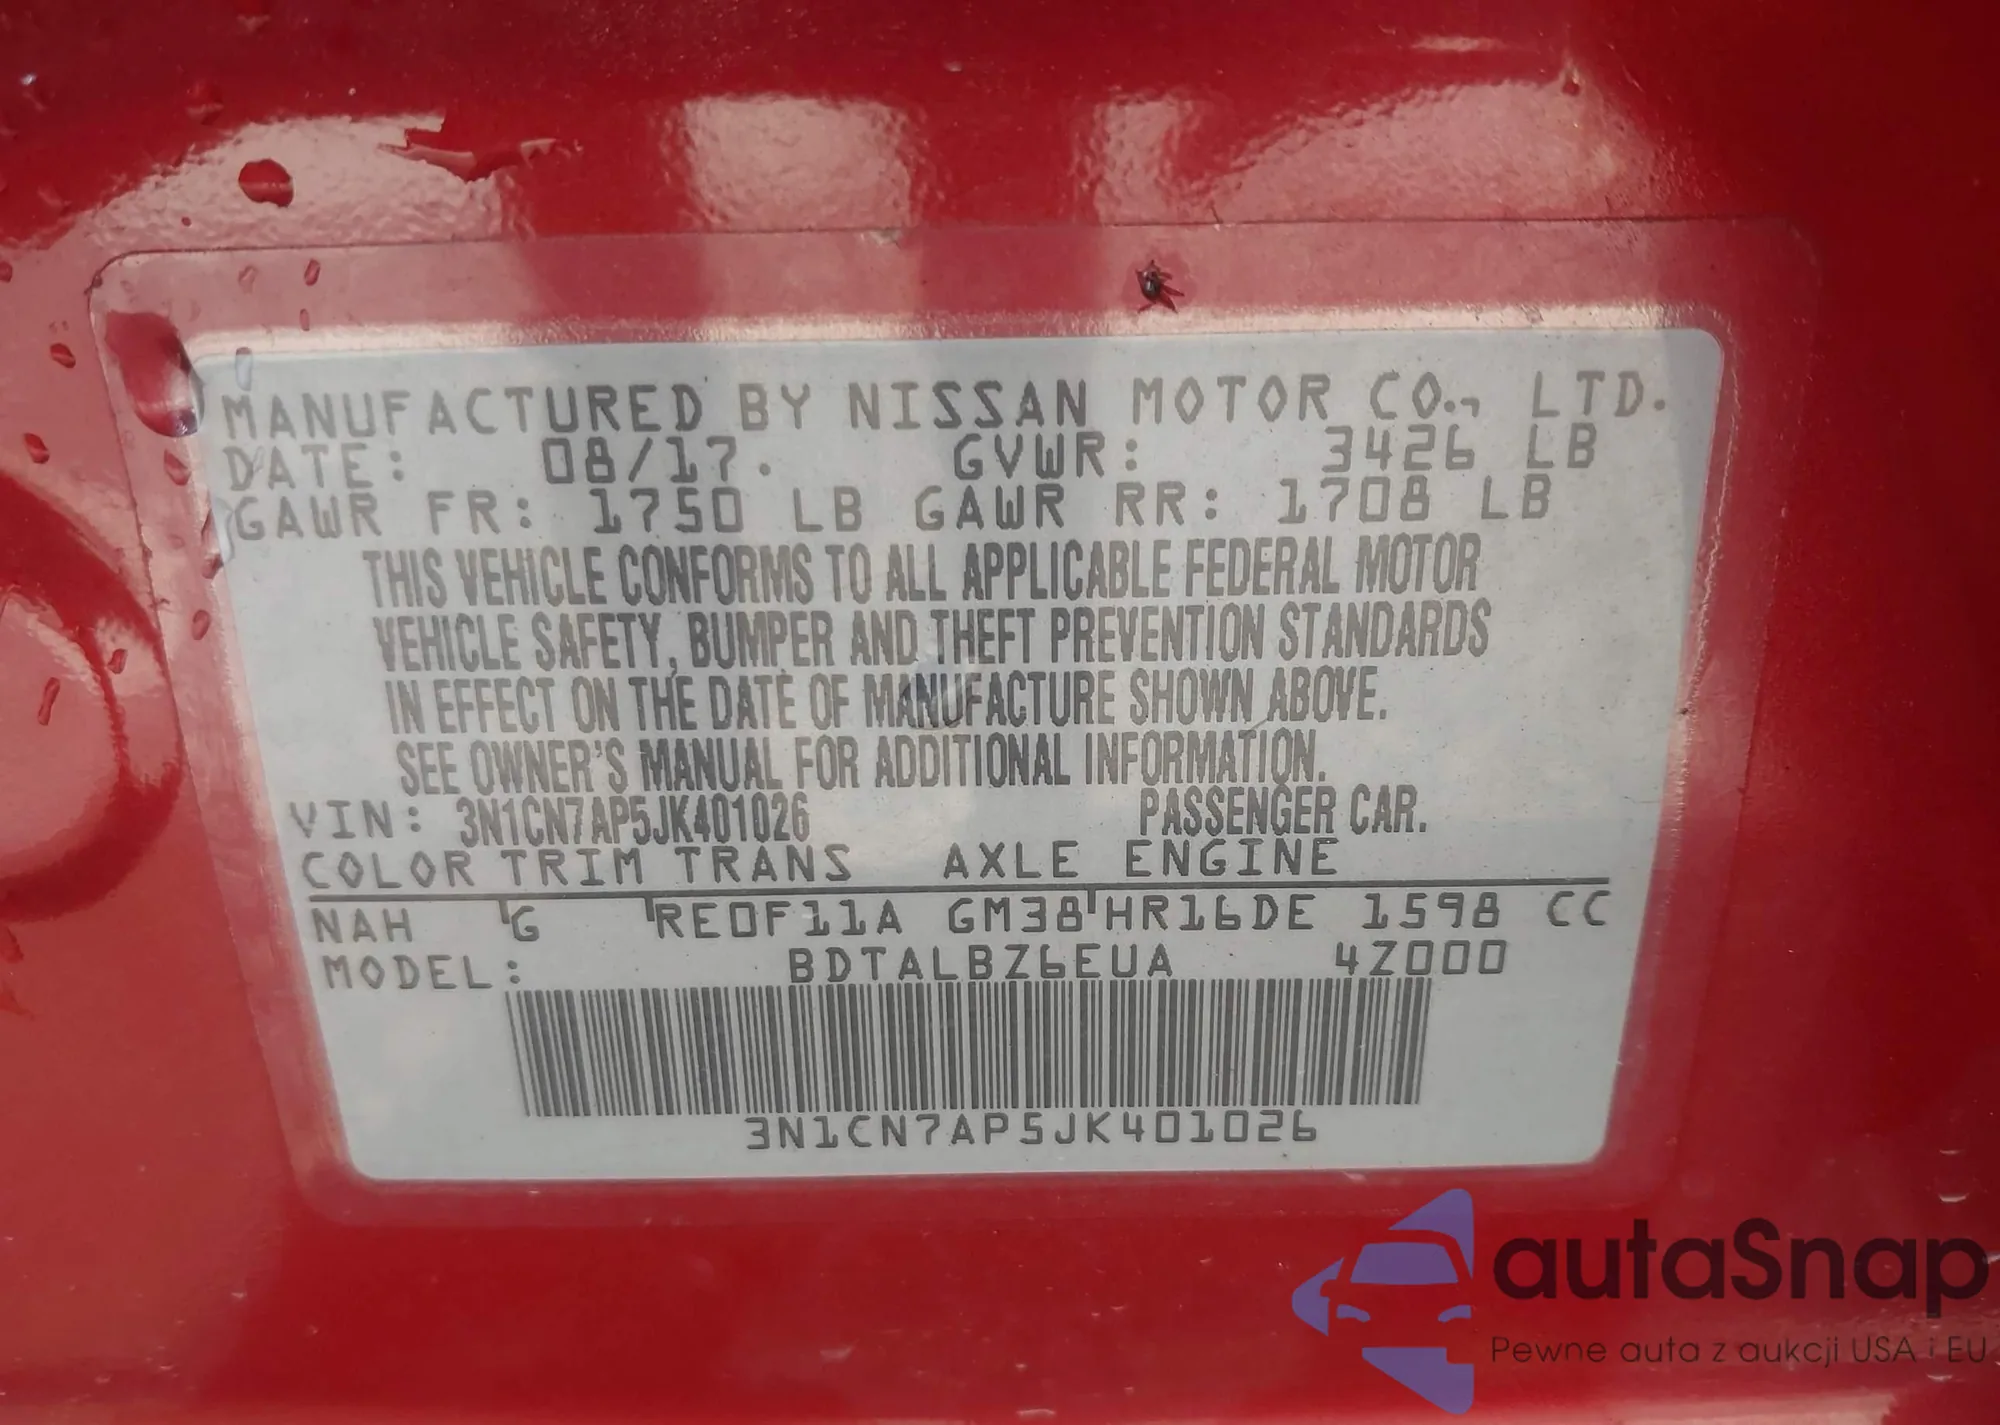 MANUFACTURED BY NISSAN MOTOR CO., LTD.
DATE: 08/17. GVWR: 3426 LB
GAWR FR: 1750 LB GAWR RR: 1708 LB
THIS VEHICLE CONFORMS TO ALL APPLICABLE FEDERAL MOTOR
VEHICLE SAFETY, BUMPER AND THEFT PREVENTION STANDARDS
IN EFFECT ON THE DATE OF MANUFACTURE SHOWN ABOVE.
SEE OWNER'S MANUAL FOR ADDITIONAL INFORMATION.
VIN: 3N1CN7AP5JK401026 PASSENGER CAR.
COLOR TRIM TRANS AXLE ENGINE
NAH G RE0F11A GM38 HR16DE 1598 CC
MODEL: BDTALBZ6EUA 4Z000
3N1CN7AP5JK401026
autaSnap
Pewne auta z aukcji USA i EU